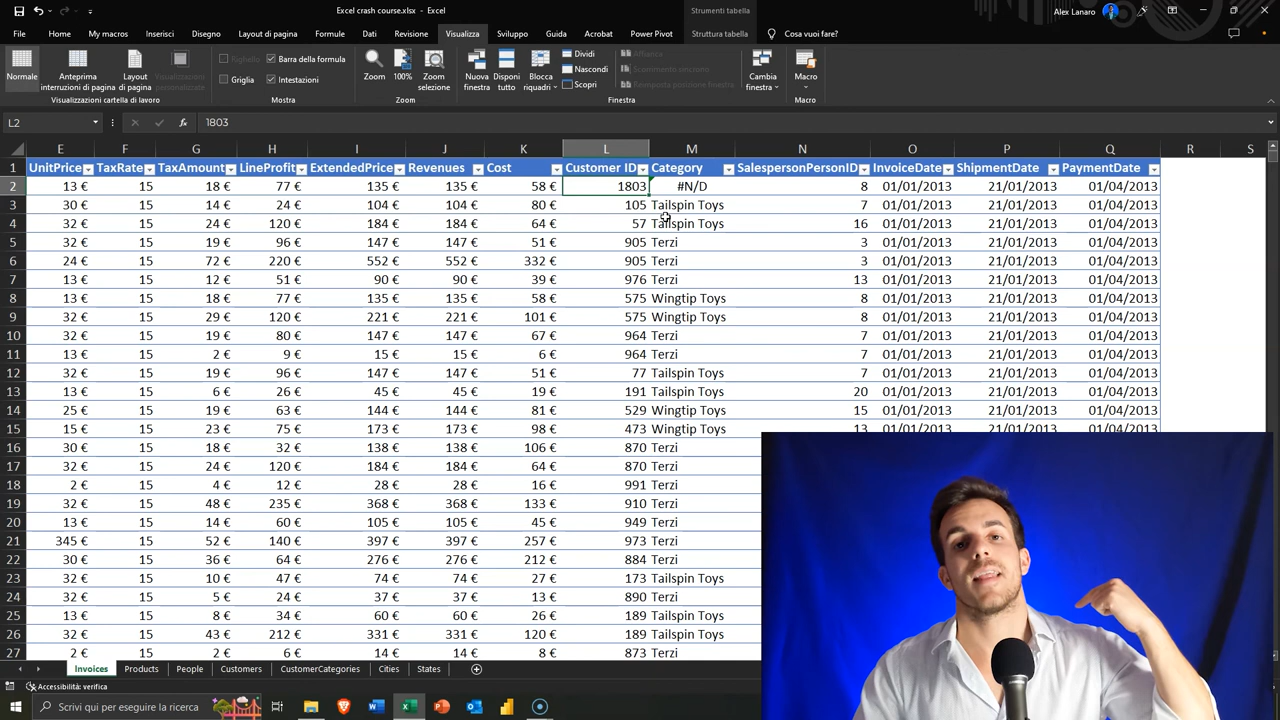 Excel crash course.xlsx - Excel
Strumenti tabella
Alex Lanaro
File Home My macros Inserisci Disegno Layout di pagina Formule Dati Revisione Visualizza Sviluppo Guida Acrobat Power Pivot Struttura tabella Cosa vuoi fare?
Normale
Anteprima interruzioni di pagina
Layout di pagina
Visualizzazioni personalizzate
Visualizzazioni cartella di lavoro
Righello
Barra della formula
Griglia
Intestazioni
Mostra
Zoom
100%
Zoom selezione
Zoom
Nuova finestra
Disponi tutto
Blocca riquadri
Dividi
Nascondi
Scopri
Affianca
Scorrimento sincrono
Reimposta posizione finestra
Finestra
Cambia finestra
Macro
Macro
L2 fx 1803
E F G H I J K L M N O P Q R S
1 UnitPrice TaxRate TaxAmount LineProfit ExtendedPrice Revenues Cost Customer ID Category SalespersonPersonID InvoiceDate ShipmentDate PaymentDate
2 13 € 15 18 € 77 € 135 € 135 € 58 € 1803 #N/D 8 01/01/2013 21/01/2013 01/04/2013
3 30 € 15 14 € 24 € 104 € 104 € 80 € 105 Tailspin Toys 7 01/01/2013 21/01/2013 01/04/2013
4 32 € 15 24 € 120 € 184 € 184 € 64 € 57 Tailspin Toys 16 01/01/2013 21/01/2013 01/04/2013
5 32 € 15 19 € 96 € 147 € 147 € 51 € 905 Terzi 3 01/01/2013 21/01/2013 01/04/2013
6 24 € 15 72 € 220 € 552 € 552 € 332 € 905 Terzi 3 01/01/2013 21/01/2013 01/04/2013
7 13 € 15 12 € 51 € 90 € 90 € 39 € 976 Terzi 13 01/01/2013 21/01/2013 01/04/2013
8 13 € 15 18 € 77 € 135 € 135 € 58 € 575 Wingtip Toys 8 01/01/2013 21/01/2013 01/04/2013
9 32 € 15 29 € 120 € 221 € 221 € 101 € 575 Wingtip Toys 8 01/01/2013 21/01/2013 01/04/2013
10 32 € 15 19 € 80 € 147 € 147 € 67 € 964 Terzi 7 01/01/2013 21/01/2013 01/04/2013
11 13 € 15 2 € 9 € 15 € 15 € 6 € 964 Terzi 7 01/01/2013 21/01/2013 01/04/2013
12 32 € 15 19 € 96 € 147 € 147 € 51 € 77 Tailspin Toys 7 01/01/2013 21/01/2013 01/04/2013
13 13 € 15 6 € 26 € 45 € 45 € 19 € 191 Tailspin Toys 20 01/01/2013 21/01/2013 01/04/2013
14 25 € 15 19 € 63 € 144 € 144 € 81 € 529 Wingtip Toys 15 01/01/2013 21/01/2013 01/04/2013
15 15 € 15 23 € 75 € 173 € 173 € 98 € 473 Wingtip Toys 13 01/01/2013 21/01/2013 01/04/2013
16 30 € 15 18 € 32 € 138 € 138 € 106 € 870 Terzi
17 32 € 15 24 € 120 € 184 € 184 € 64 € 870 Terzi
18 2 € 15 4 € 12 € 28 € 28 € 16 € 991 Terzi
19 32 € 15 48 € 235 € 368 € 368 € 133 € 910 Terzi
20 13 € 15 14 € 60 € 105 € 105 € 45 € 949 Terzi
21 345 € 15 52 € 140 € 397 € 397 € 257 € 973 Terzi
22 30 € 15 36 € 64 € 276 € 276 € 212 € 884 Terzi
23 32 € 15 10 € 47 € 74 € 74 € 27 € 173 Tailspin Toys
24 32 € 15 5 € 24 € 37 € 37 € 13 € 890 Terzi
25 13 € 15 8 € 34 € 60 € 60 € 26 € 189 Tailspin Toys
26 32 € 15 43 € 212 € 331 € 331 € 120 € 189 Tailspin Toys
27 2 € 15 2 € 6 € 14 € 14 € 8 € 873 Terzi
Invoices Products People Customers CustomerCategories Cities States
Accessibilità: verifica
Scrivi qui per eseguire la ricerca